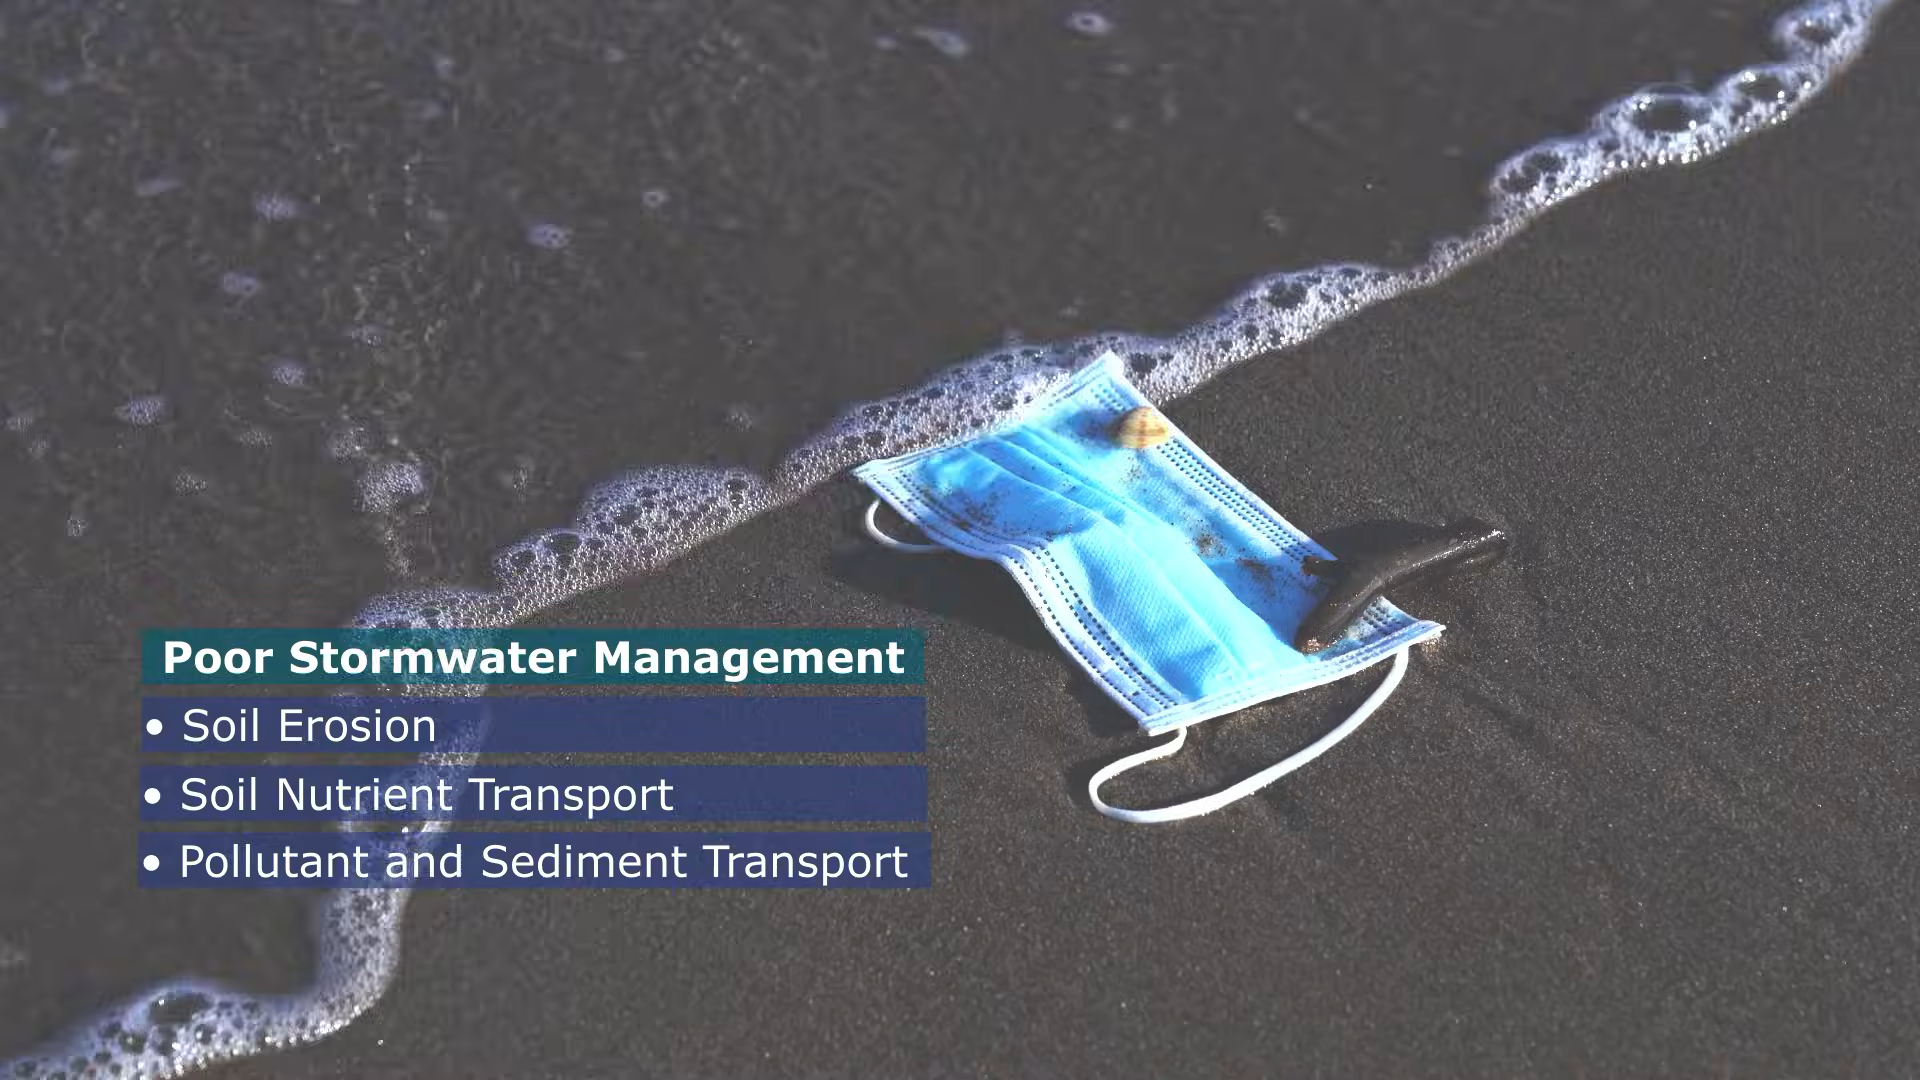 Poor Stormwater Management
• Soil Erosion
• Soil Nutrient Transport
• Pollutant and Sediment Transport